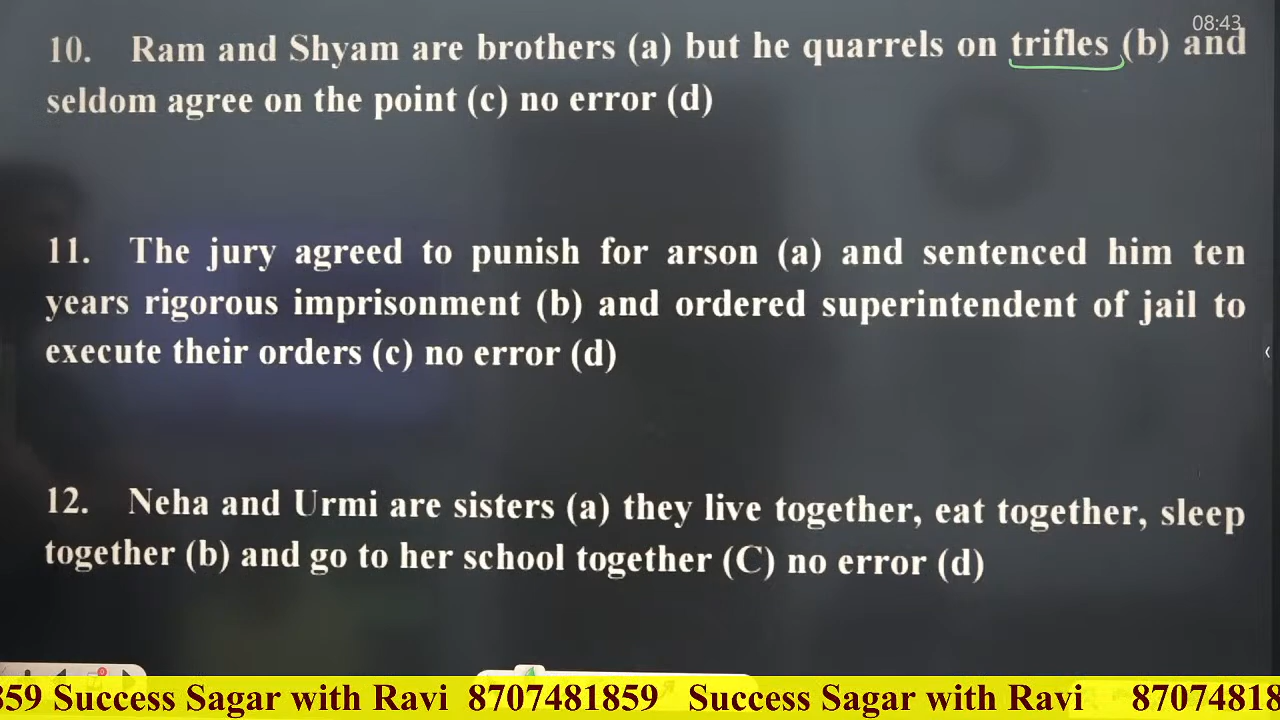 08:43
10. Ram and Shyam are brothers (a) but he quarrels on trifles (b) and
seldom agree on the point (c) no error (d)
11. The jury agreed to punish for arson (a) and sentenced him ten
years rigorous imprisonment (b) and ordered superintendent of jail to
execute their orders (c) no error (d)
12. Neha and Urmi are sisters (a) they live together, eat together, sleep
together (b) and go to her school together (C) no error (d)
859 Success Sagar with Ravi 8707481859 Success Sagar with Ravi 87074818